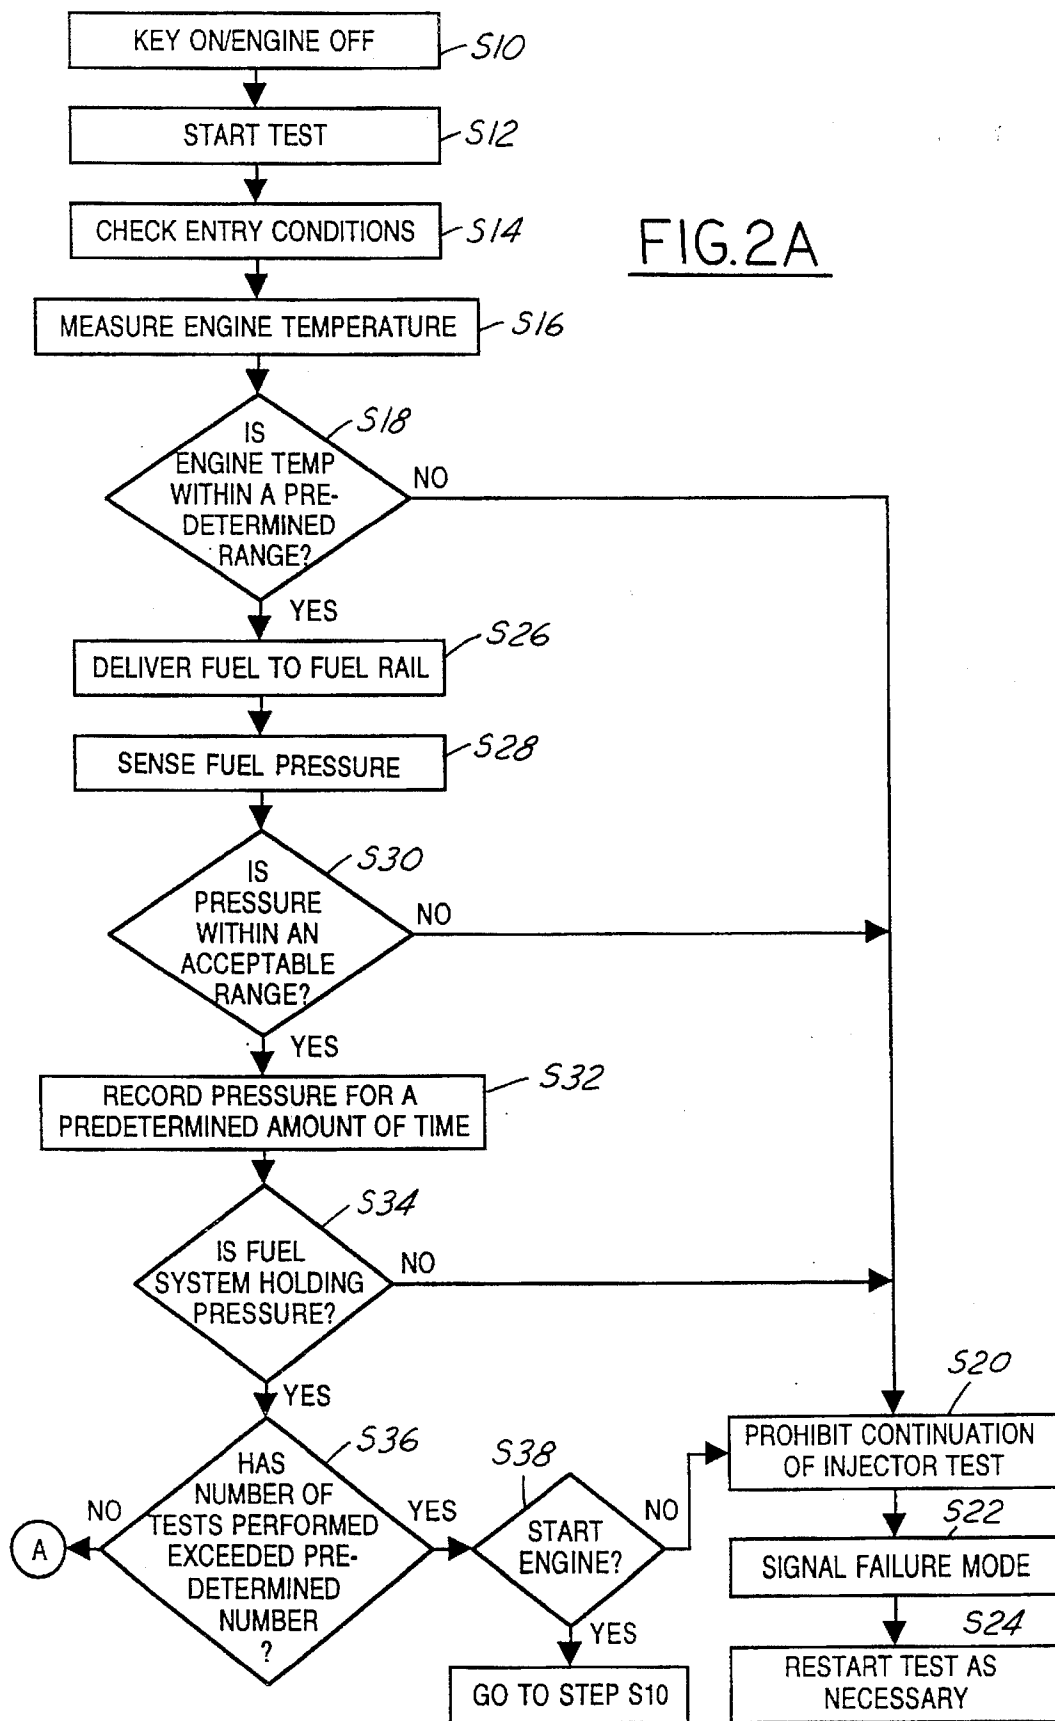 KEY ON/ENGINE OFF
S10
START TEST
S12
CHECK ENTRY CONDITIONS
S14
FIG.2A
MEASURE ENGINE TEMPERATURE
S16
S18
IS
ENGINE TEMP
WITHIN A PRE-
DETERMINED
RANGE?
NO
YES
S26
DELIVER FUEL TO FUEL RAIL
S28
SENSE FUEL PRESSURE
S30
IS
PRESSURE
WITHIN AN
ACCEPTABLE
RANGE?
NO
YES
S32
RECORD PRESSURE FOR A
PREDETERMINED AMOUNT OF TIME
S34
IS FUEL
SYSTEM HOLDING
PRESSURE?
NO
YES
S36
HAS
NUMBER OF
TESTS PERFORMED
EXCEEDED PRE-
DETERMINED
NUMBER
?
NO
A
YES
S38
START
ENGINE?
NO
YES
GO TO STEP S10
S20
PROHIBIT CONTINUATION
OF INJECTOR TEST
S22
SIGNAL FAILURE MODE
S24
RESTART TEST AS
NECESSARY